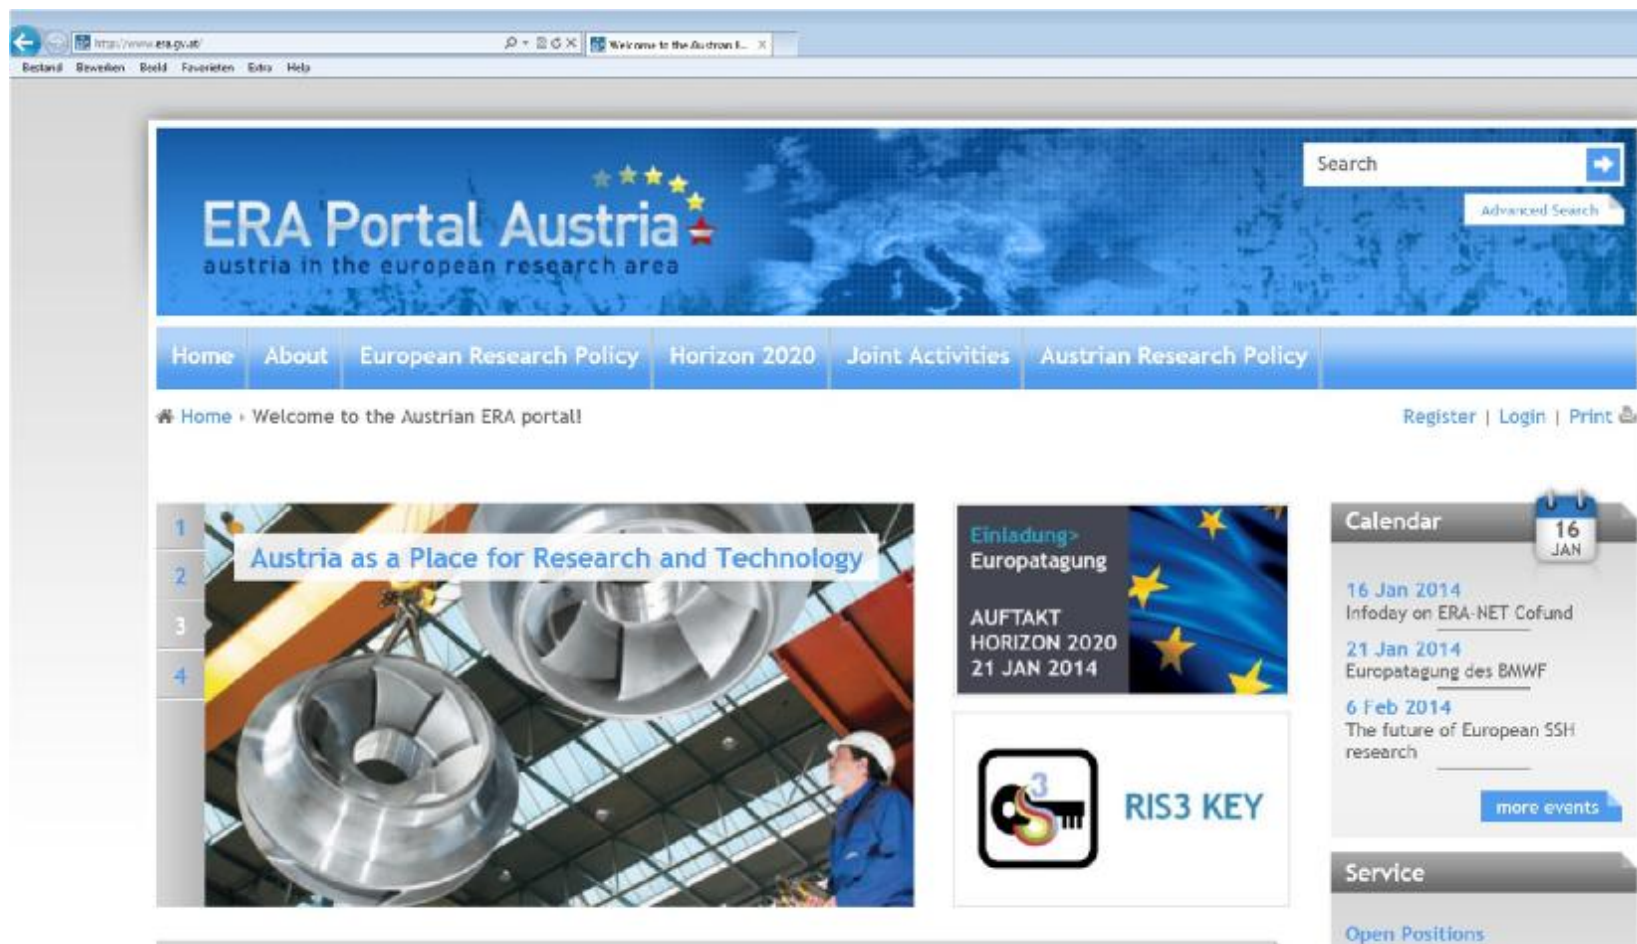 http://www.era.gv.at/
Welcome to the Austrian E...
Bestand Bewerken Beeld Favorieten Extra Help
Search
Advanced Search
ERA Portal Austria
austria in the european research area
Home About European Research Policy Horizon 2020 Joint Activities Austrian Research Policy
Home › Welcome to the Austrian ERA portal!
Register | Login | Print
1
2
3
4
Austria as a Place for Research and Technology
Einladung>
Europatagung
AUFTAKT
HORIZON 2020
21 JAN 2014
3
RIS3 KEY
Calendar
16
JAN
16 Jan 2014
Infoday on ERA-NET Cofund
21 Jan 2014
Europatagung des BMWF
6 Feb 2014
The future of European SSH
research
more events
Service
Open Positions